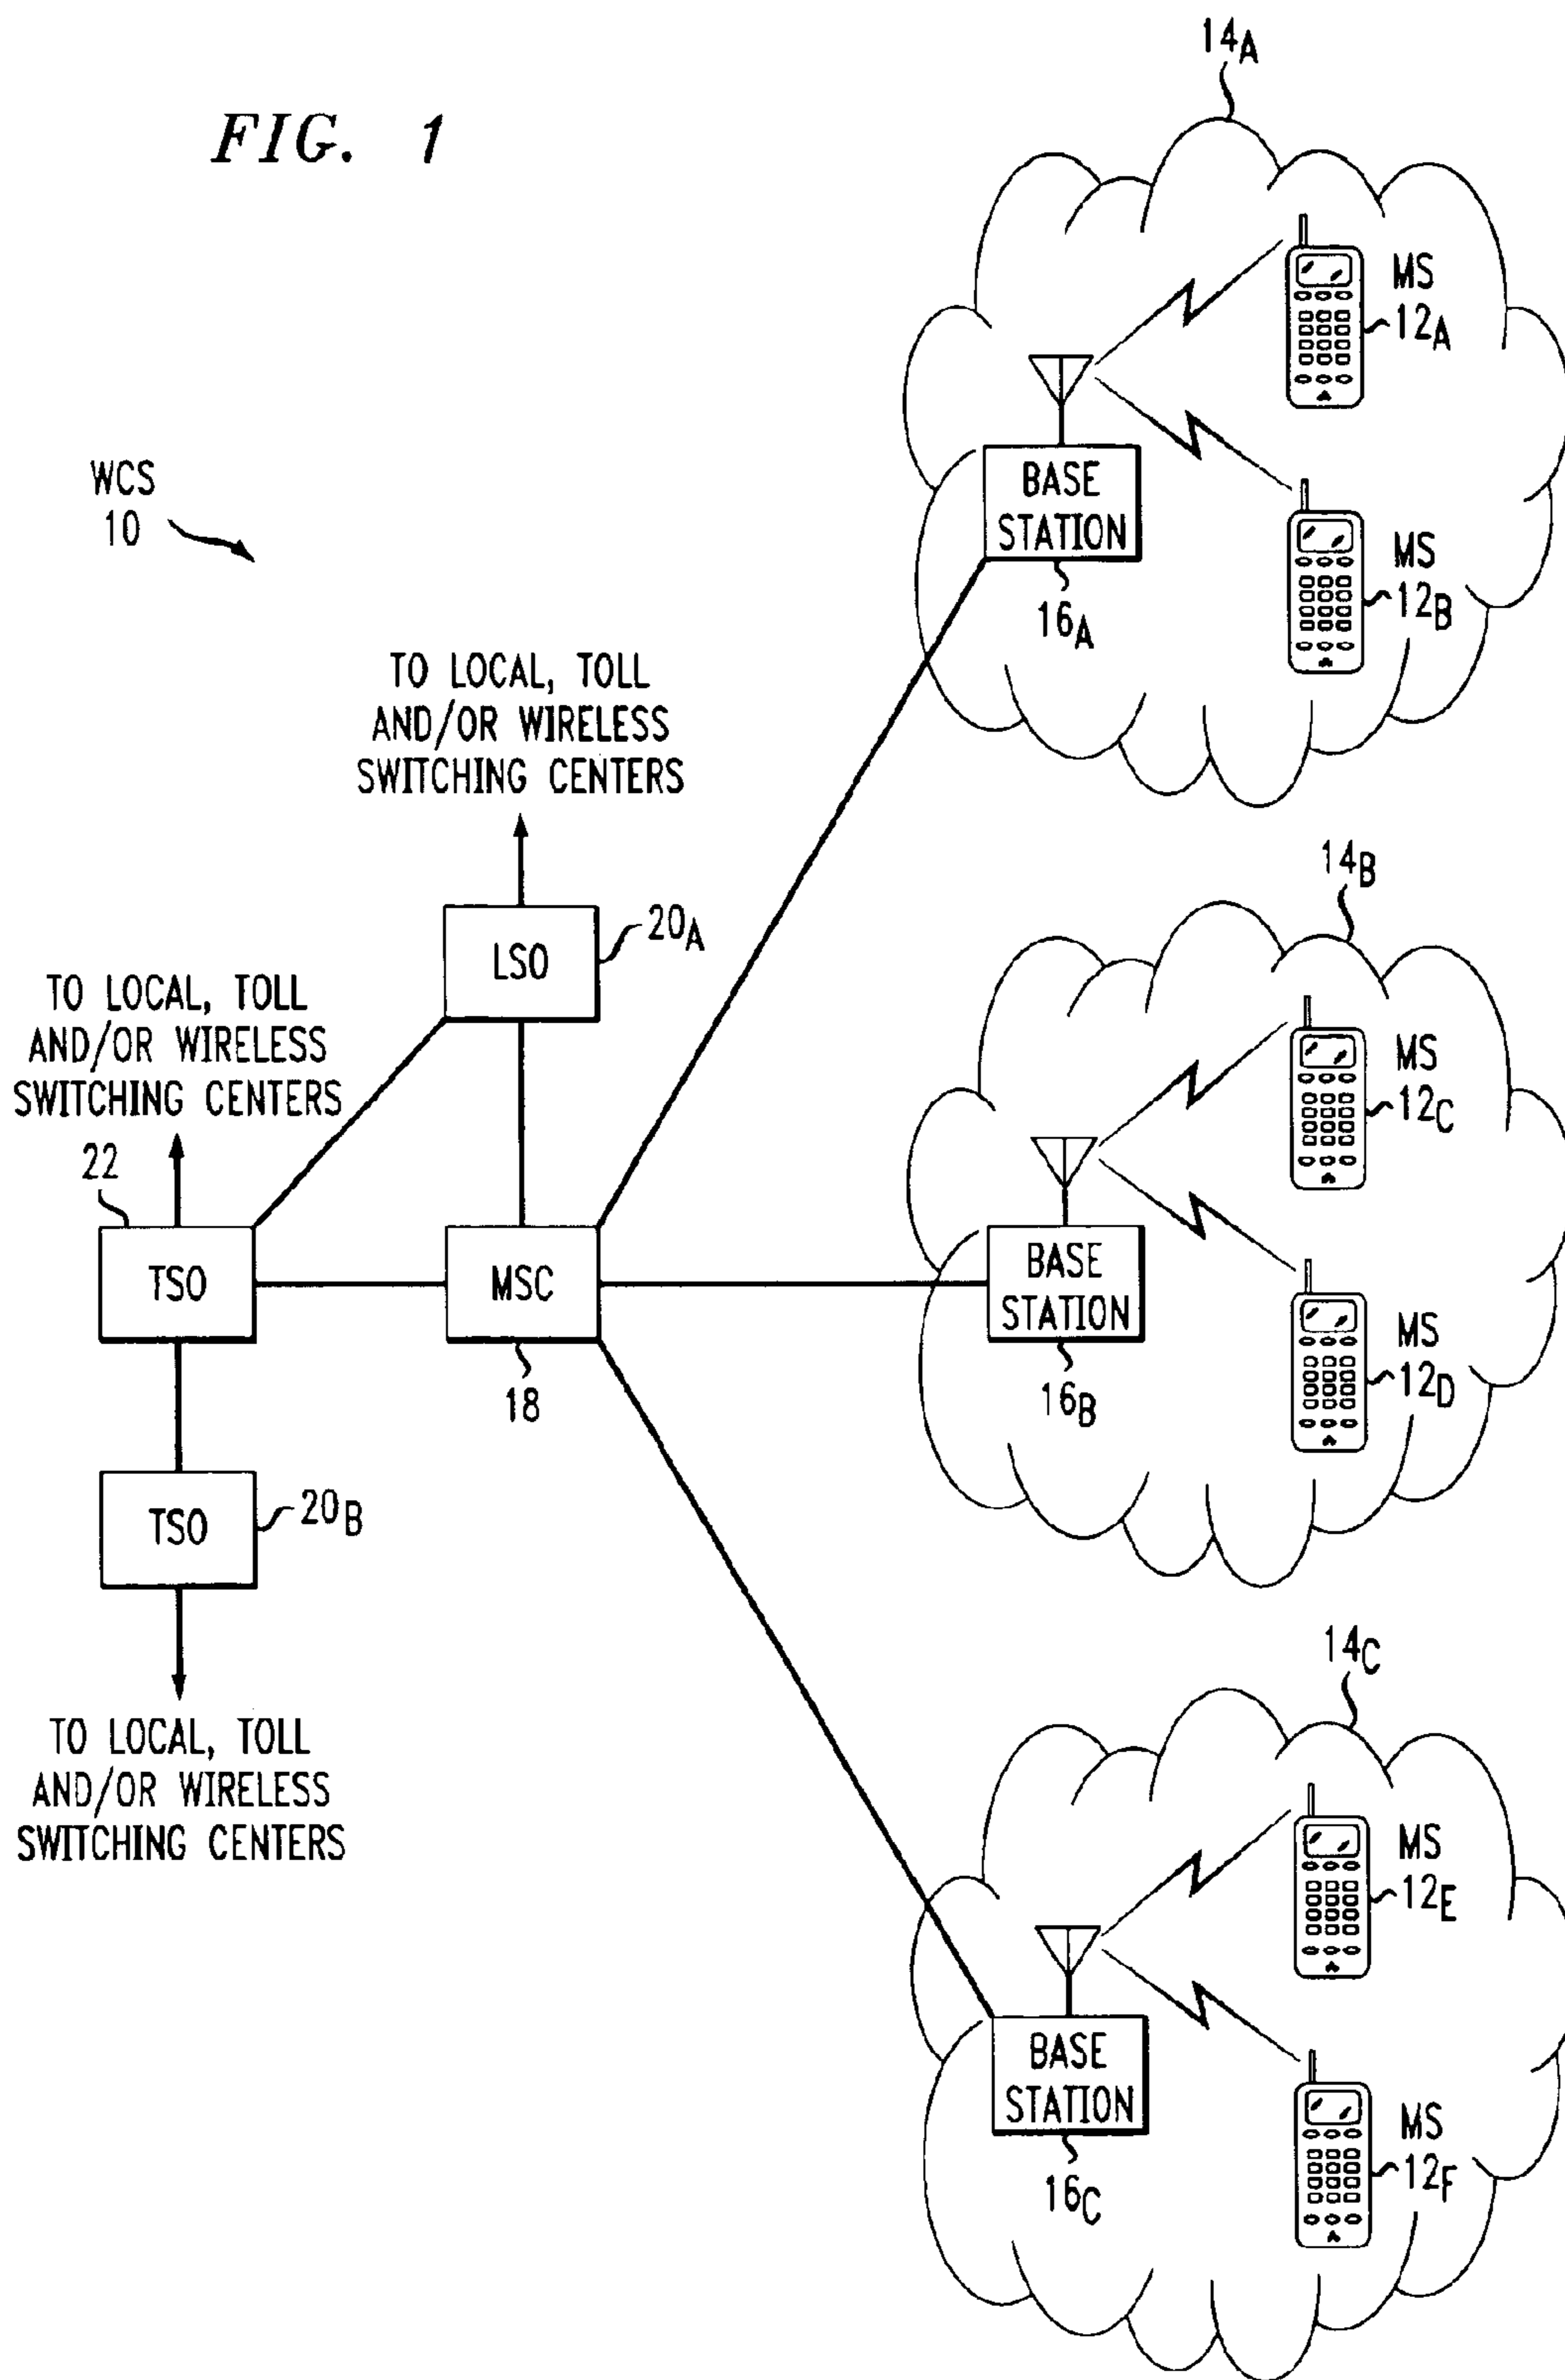 FIG. 1
WCS
10
14A
MS
12A
BASE
STATION
16A
MS
12B
TO LOCAL, TOLL
AND/OR WIRELESS
SWITCHING CENTERS
LSO
20A
TO LOCAL, TOLL
AND/OR WIRELESS
SWITCHING CENTERS
22
TSO
MSC
18
TSO
20B
TO LOCAL, TOLL
AND/OR WIRELESS
SWITCHING CENTERS
14B
MS
12C
BASE
STATION
16B
MS
12D
14C
MS
12E
BASE
STATION
16C
MS
12F